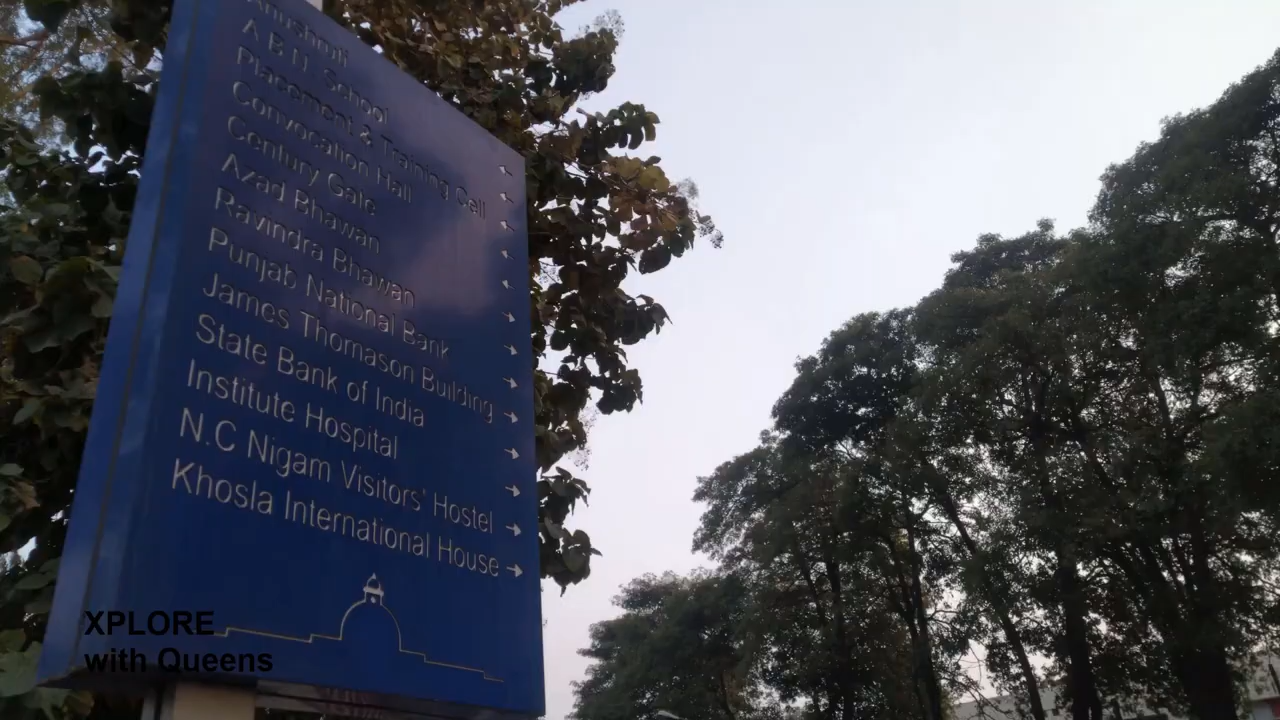 Anushruti
A.B.N. School
Placement & Training Cell
Convocation Hall
Century Gate
Azad Bhawan
Ravindra Bhawan
Punjab National Bank
James Thomason Building
State Bank of India
Institute Hospital
N.C Nigam Visitors' Hostel
Khosla International House
XPLORE
with Queens